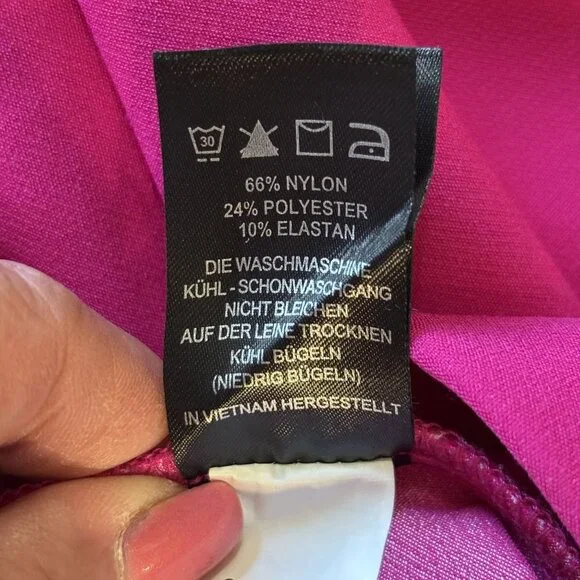 30
66% NYLON
24% POLYESTER
10% ELASTAN
DIE WASCHMASCHINE
KÜHL - SCHONWASCHGANG
NICHT BLEICHEN
AUF DER LEINE TROCKNEN
KÜHL BÜGELN
(NIEDRIG BÜGELN)
IN VIETNAM HERGESTELLT